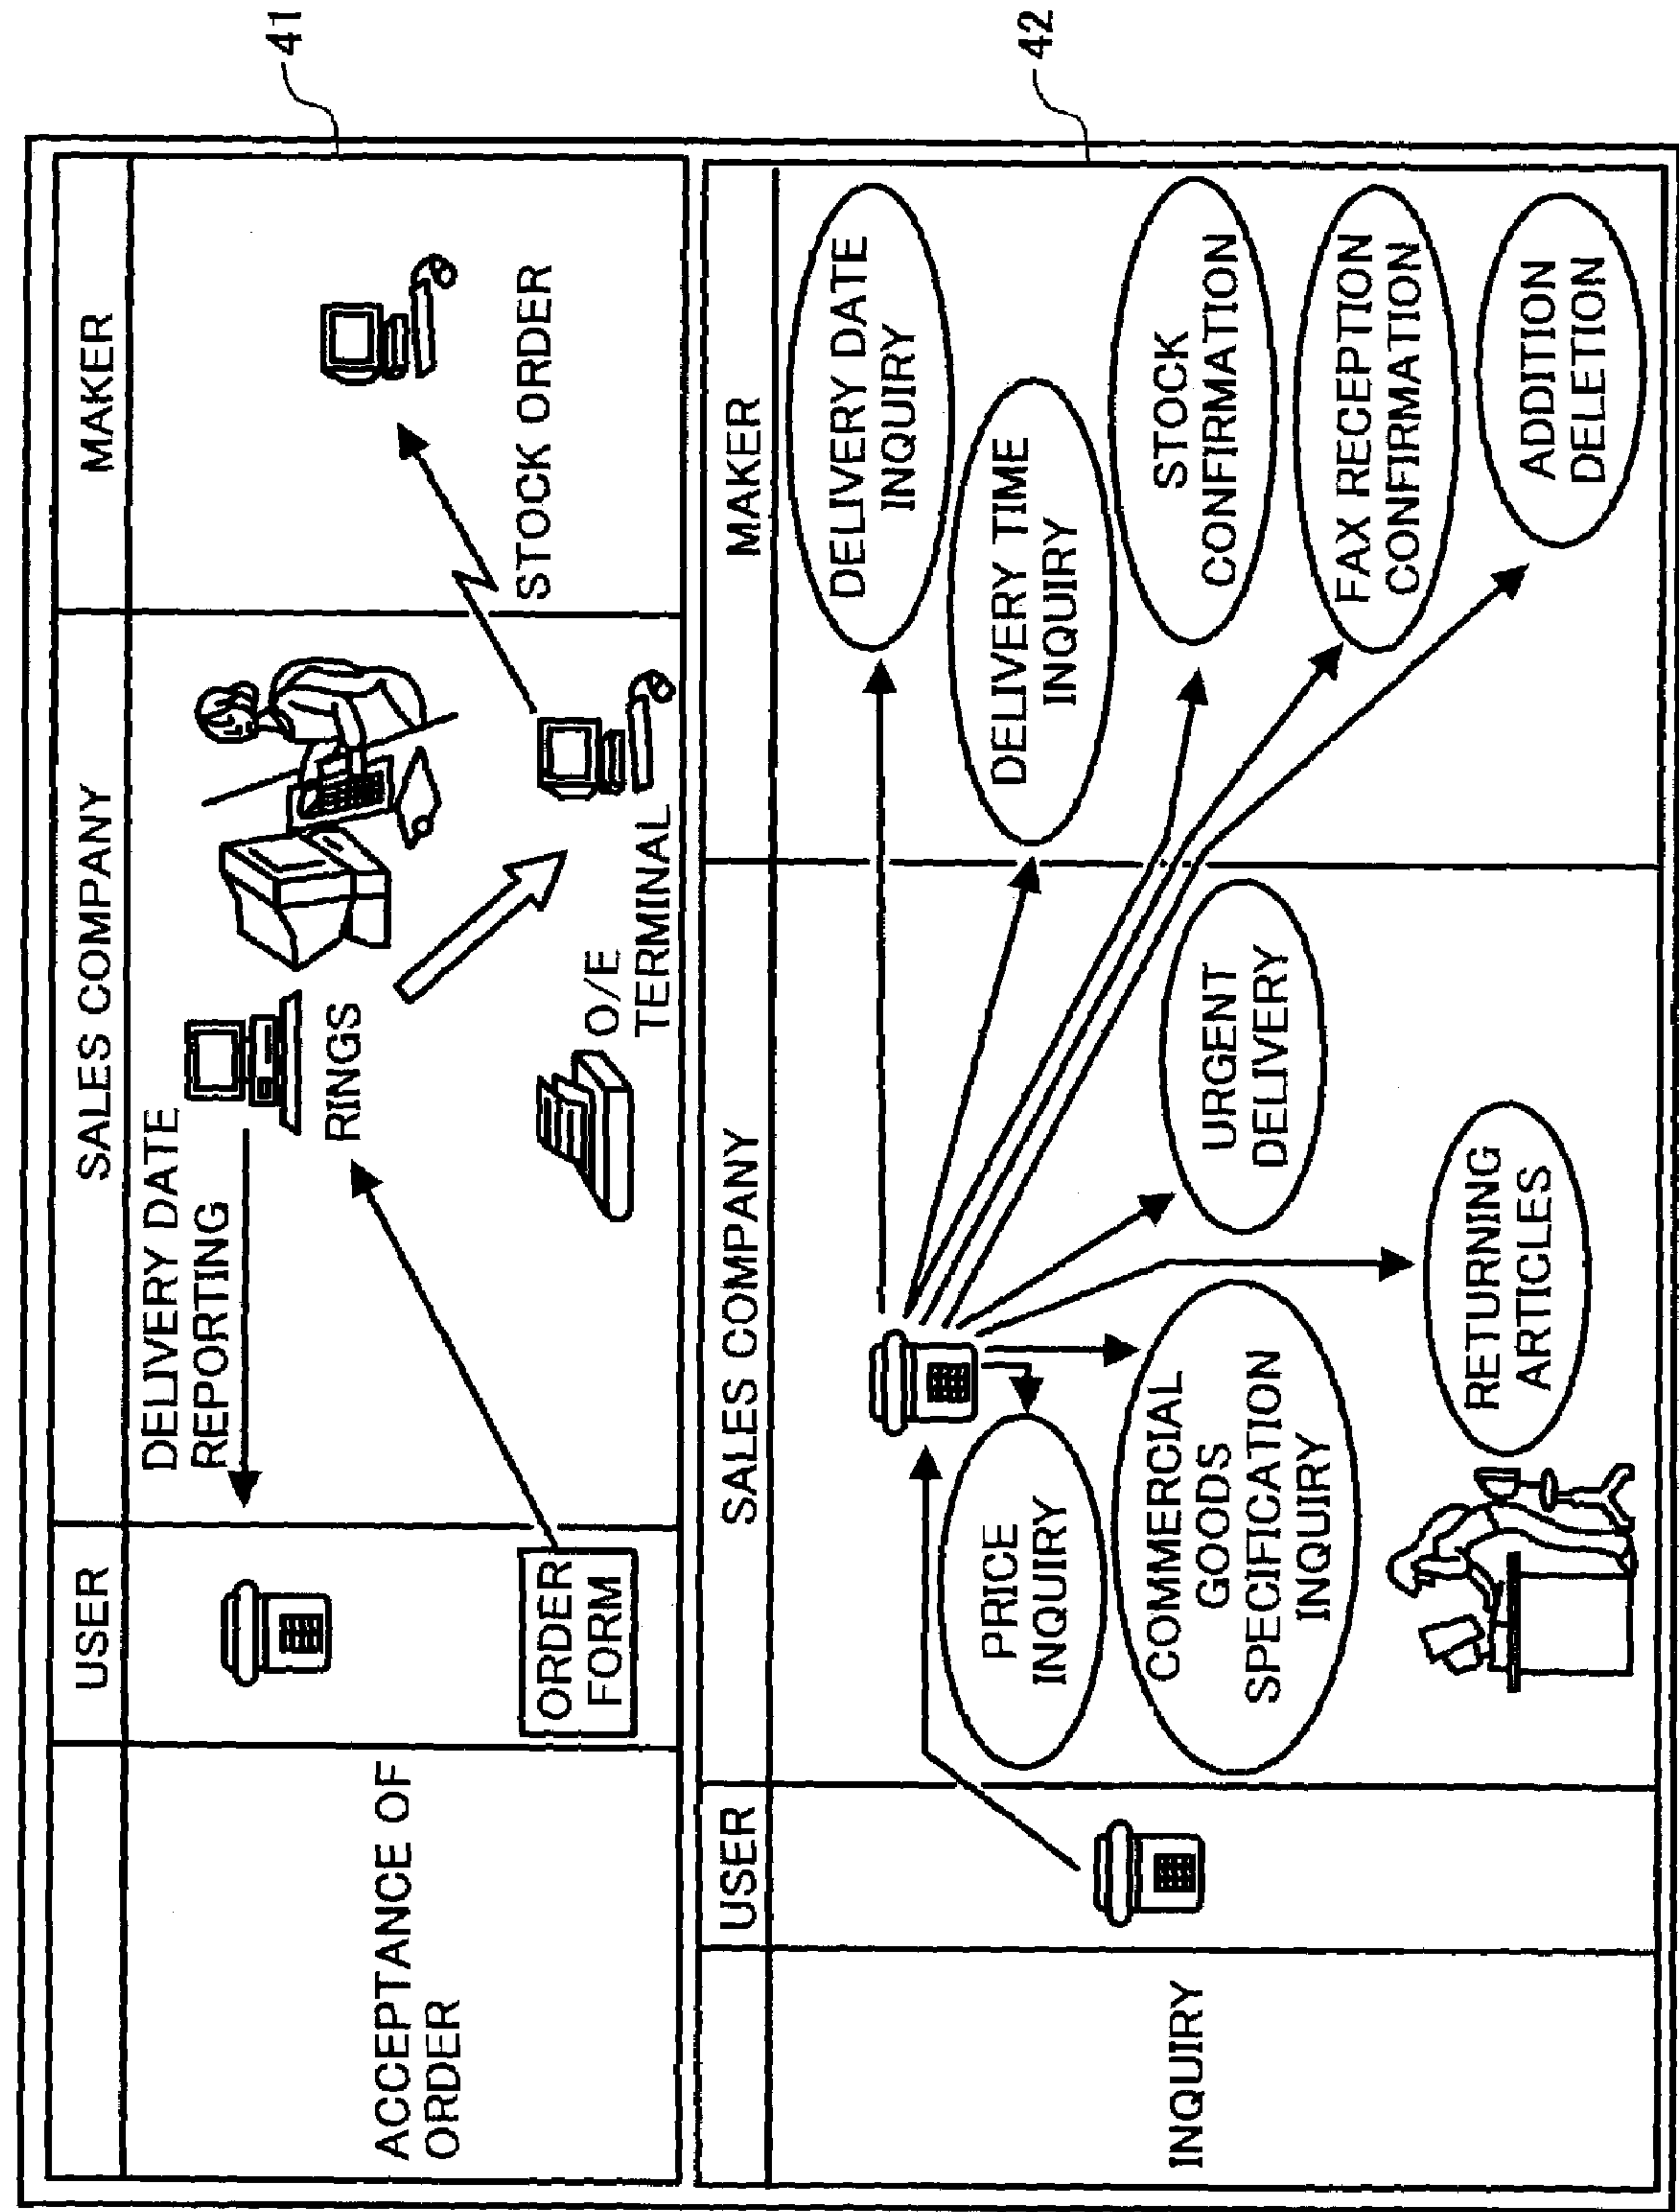 USER
SALES COMPANY
MAKER
41
ACCEPTANCE OF
ORDER
DELIVERY DATE
REPORTING
RINGS
ORDER
FORM
O/E
TERMINAL
STOCK ORDER
USER
SALES COMPANY
MAKER
42
INQUIRY
PRICE
INQUIRY
COMMERCIAL
GOODS
SPECIFICATION
INQUIRY
URGENT
DELIVERY
RETURNING
ARTICLES
DELIVERY DATE
INQUIRY
DELIVERY TIME
INQUIRY
STOCK
CONFIRMATION
FAX RECEPTION
CONFIRMATION
ADDITION
DELETION